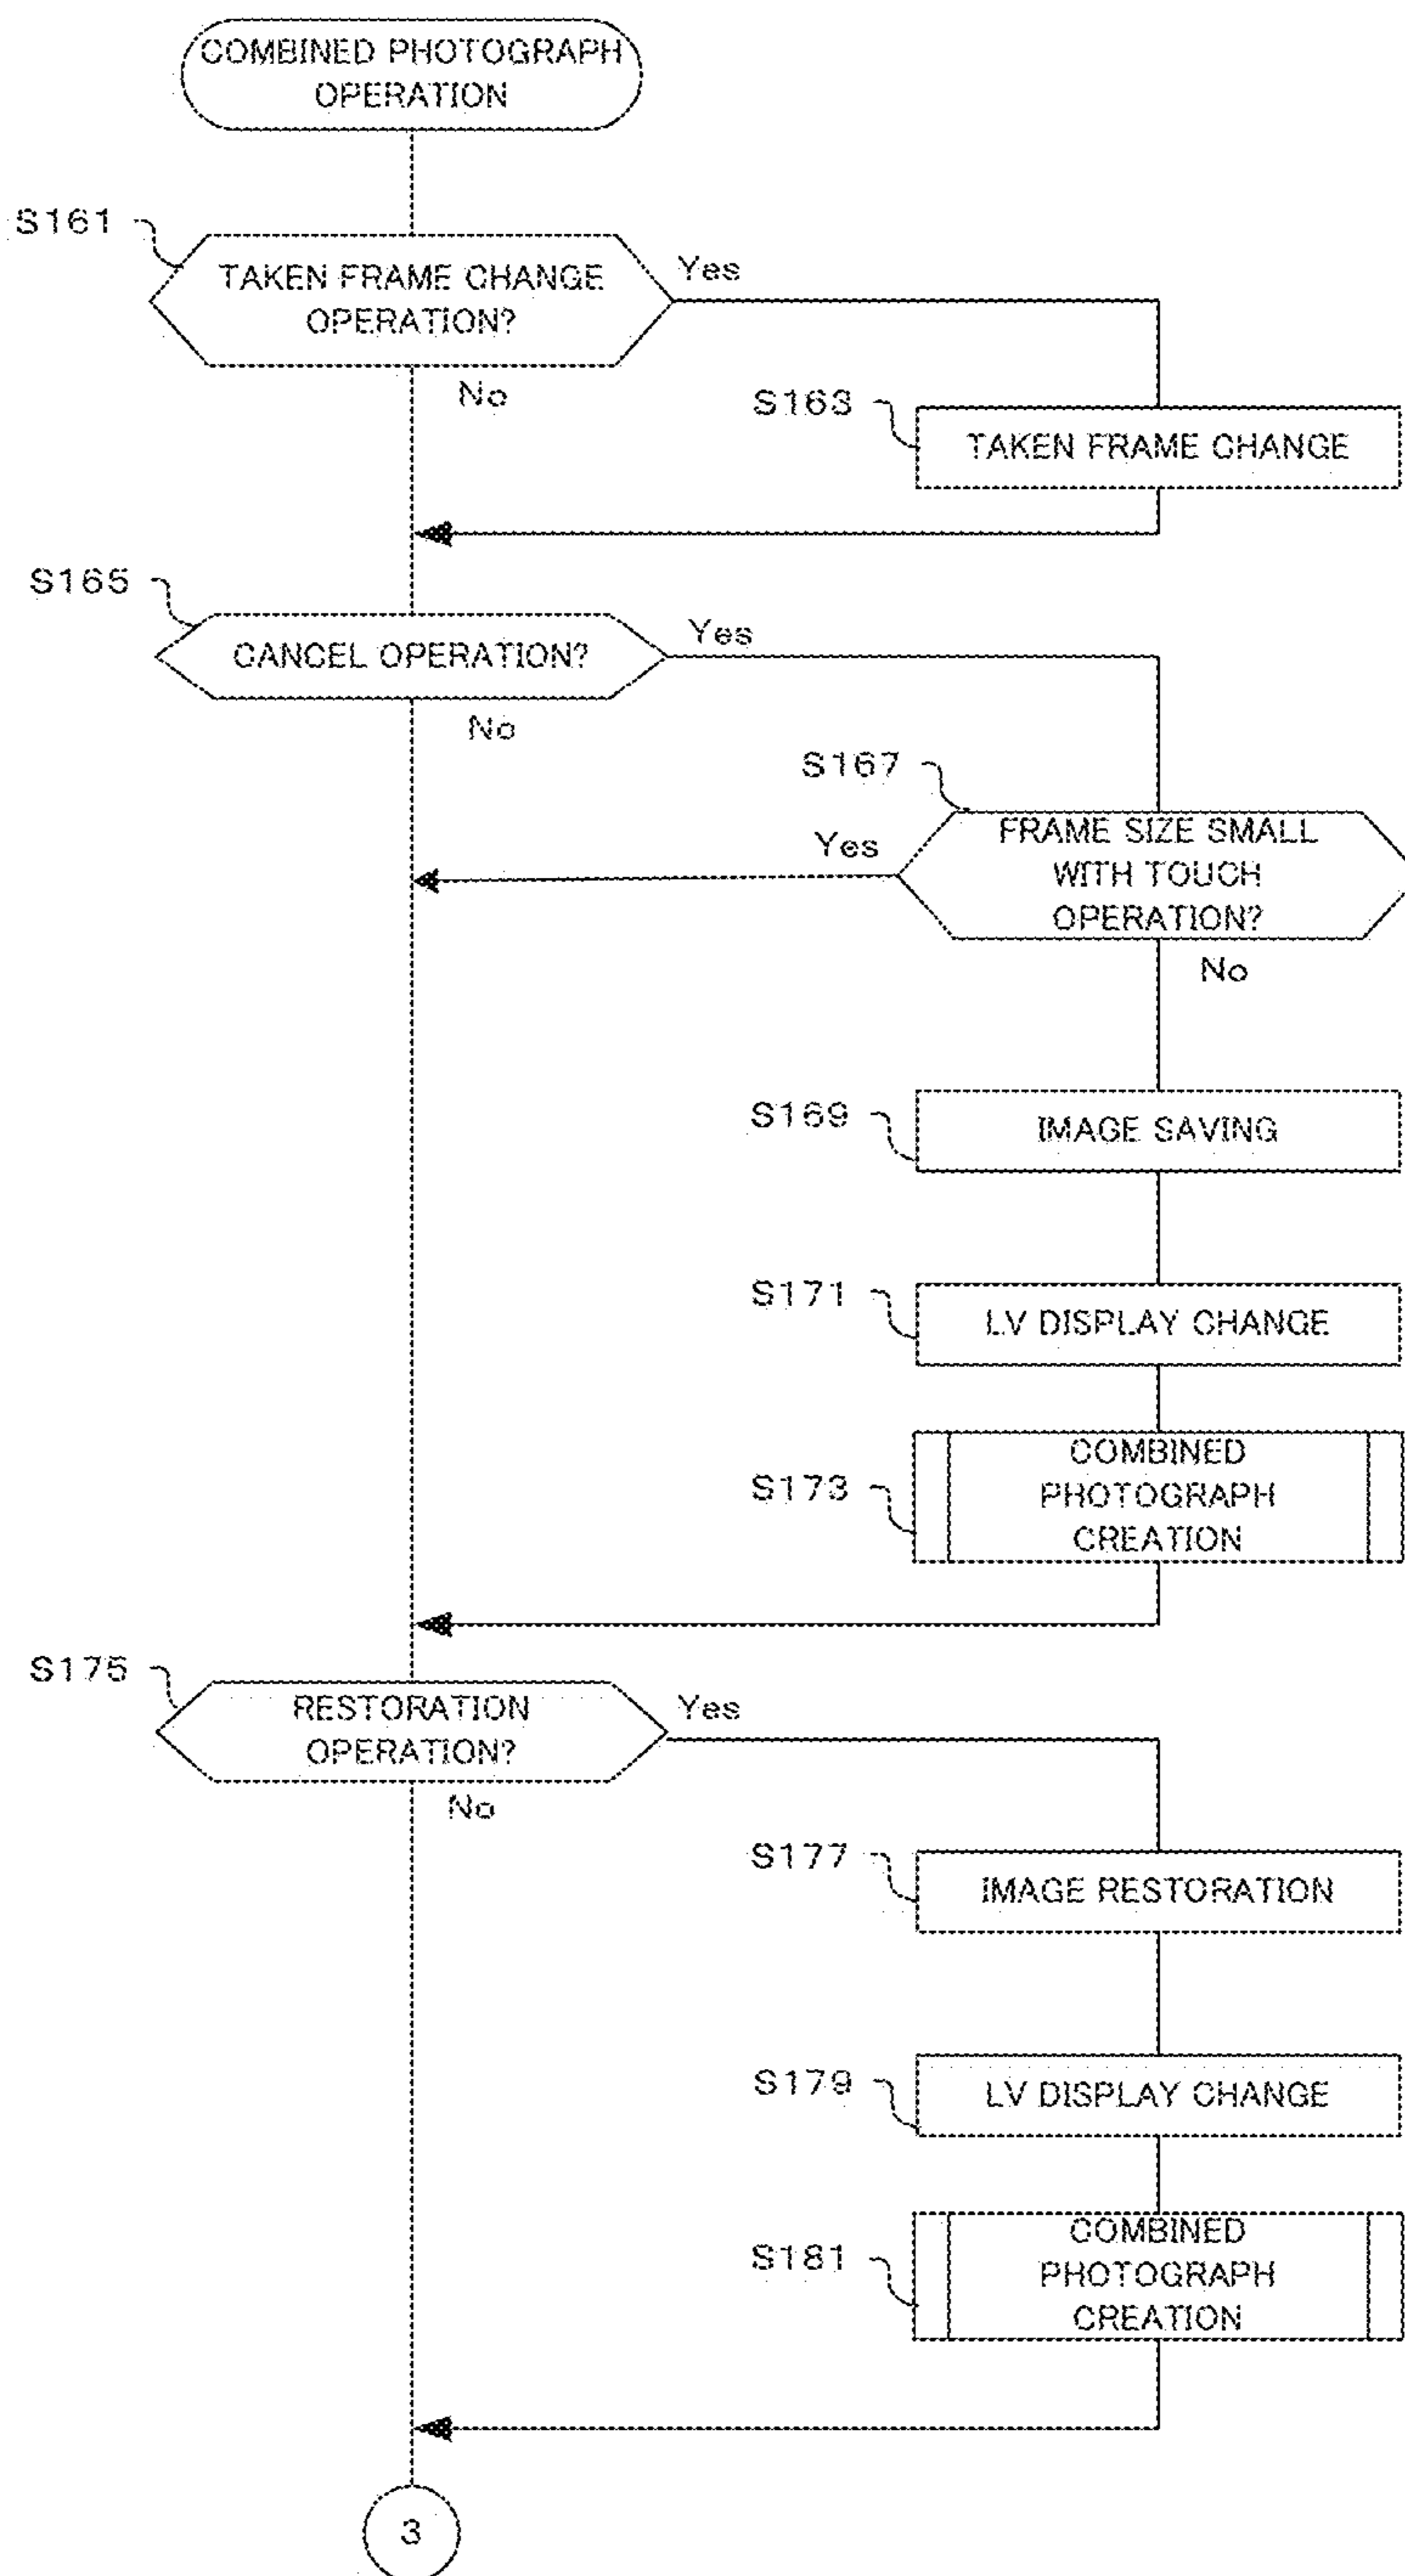 COMBINED PHOTOGRAPH
OPERATION
S161
TAKEN FRAME CHANGE
OPERATION?
Yes
No
S163
TAKEN FRAME CHANGE
S165
CANCEL OPERATION?
Yes
No
S167
FRAME SIZE SMALL
WITH TOUCH
OPERATION?
Yes
No
S169
IMAGE SAVING
S171
LV DISPLAY CHANGE
S173
COMBINED
PHOTOGRAPH
CREATION
S175
RESTORATION
OPERATION?
Yes
No
S177
IMAGE RESTORATION
S179
LV DISPLAY CHANGE
S181
COMBINED
PHOTOGRAPH
CREATION
3